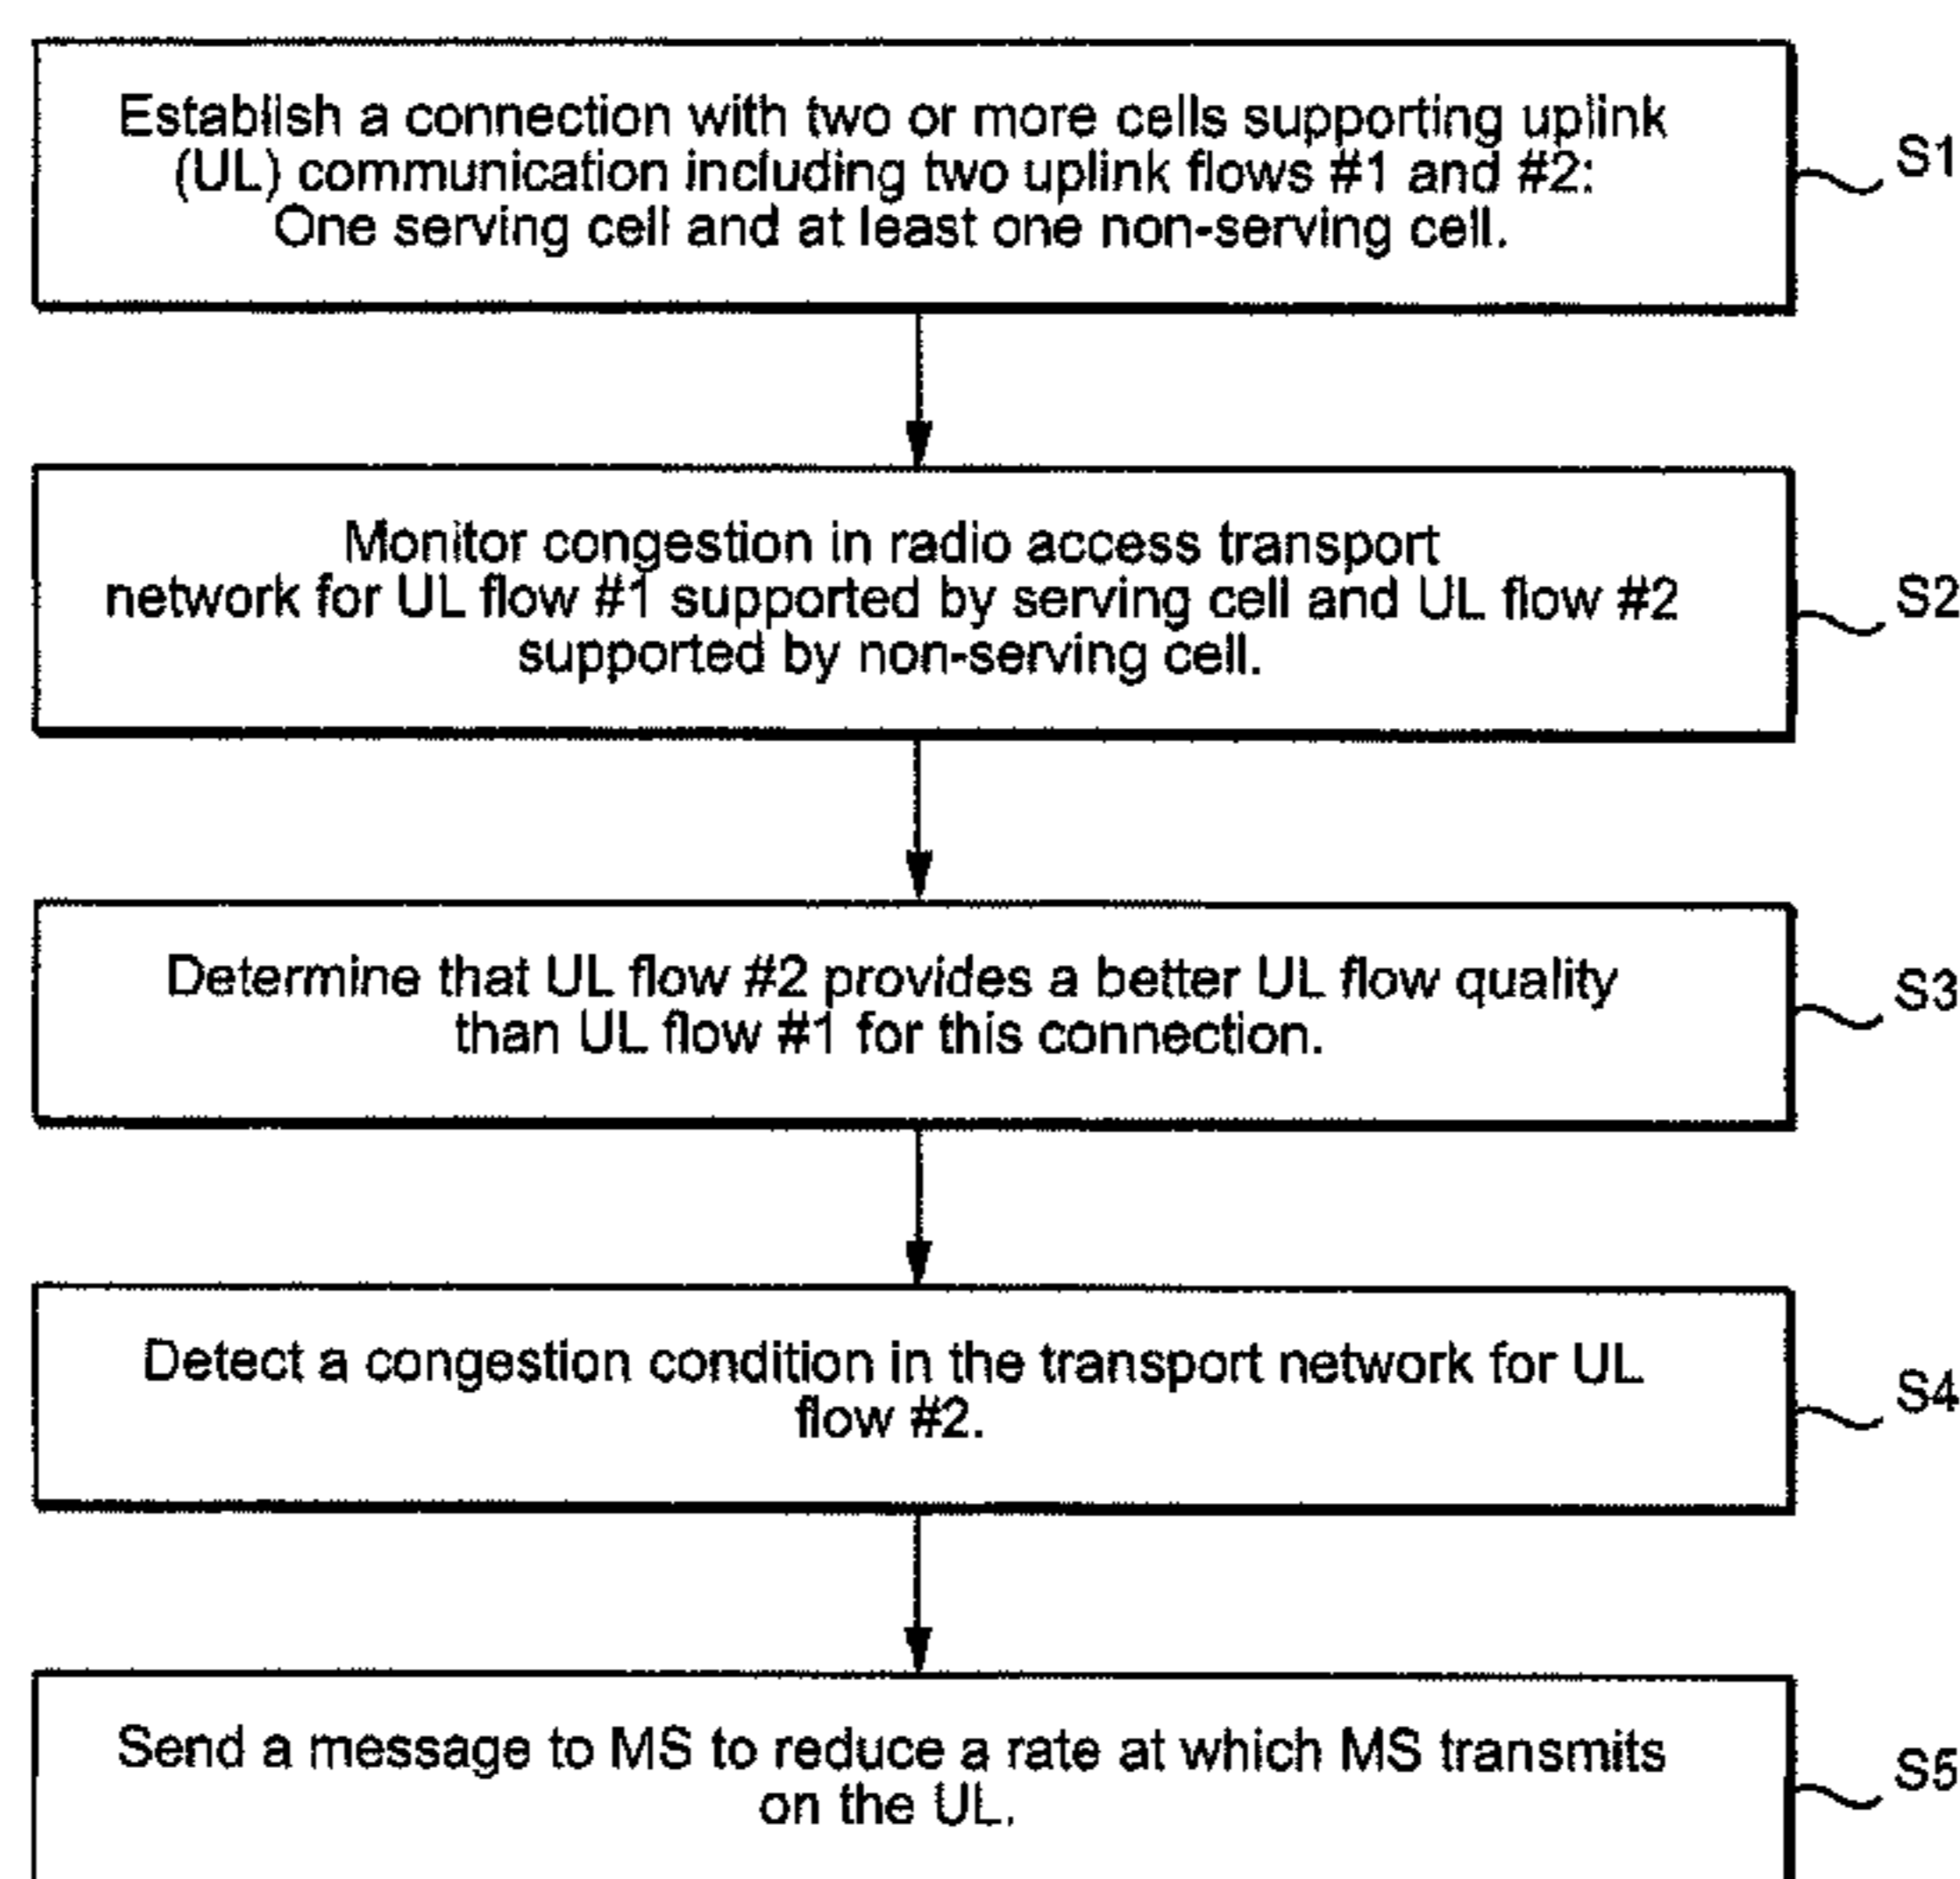 Establish a connection with two or more cells supporting uplink
(UL) communication including two uplink flows #1 and #2:
One serving cell and at least one non-serving cell.
S1
Monitor congestion in radio access transport
network for UL flow #1 supported by serving cell and UL flow #2
supported by non-serving cell.
S2
Determine that UL flow #2 provides a better UL flow quality
than UL flow #1 for this connection.
S3
Detect a congestion condition in the transport network for UL
flow #2.
S4
Send a message to MS to reduce a rate at which MS transmits
on the UL.
S5